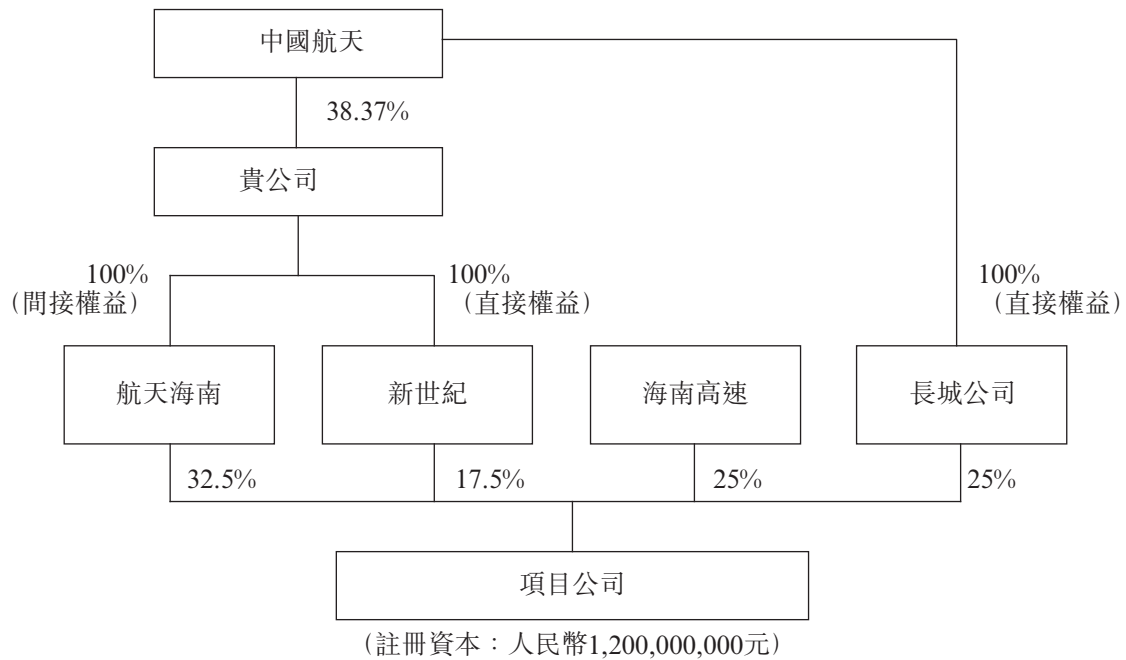 中國航天
38.37%
貴公司
100%
(間接權益)
100%
(直接權益)
100%
(直接權益)
航天海南
新世紀
海南高速
長城公司
32.5%
17.5%
25%
25%
項目公司
(註冊資本：人民幣1,200,000,000元)